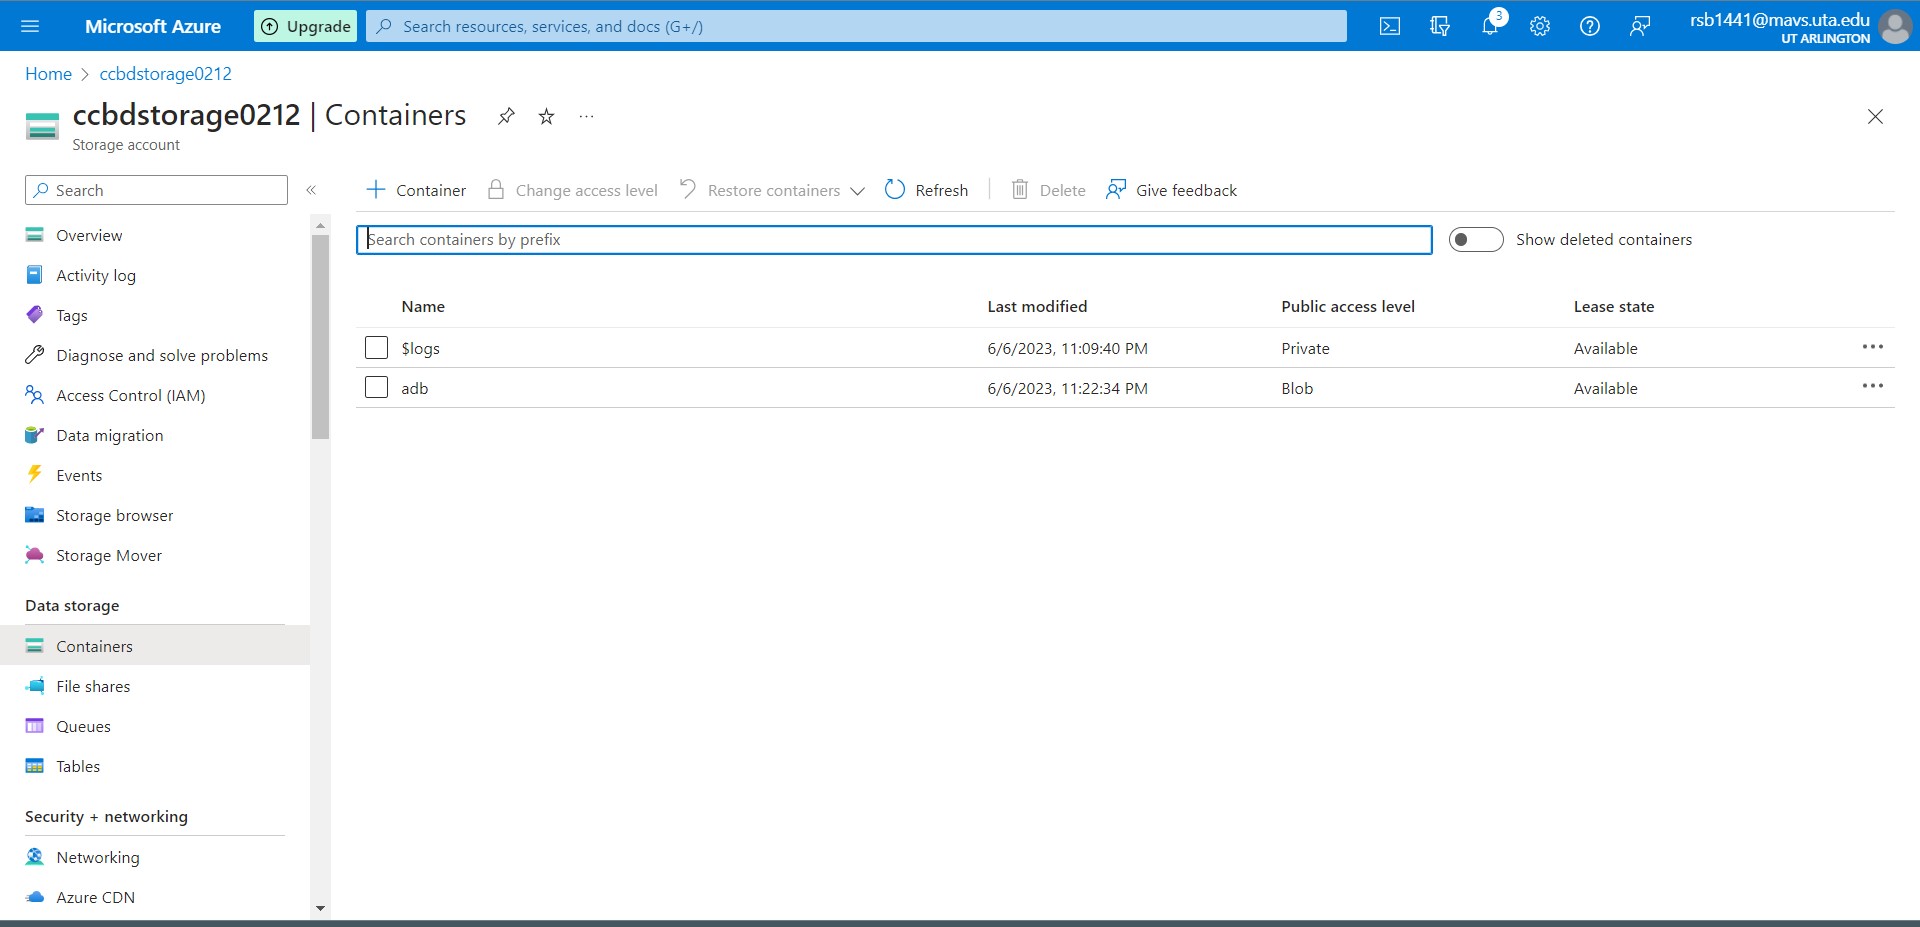 Microsoft Azure
Upgrade
Search resources, services, and docs (G+/)
3
rsb1441@mavs.uta.edu
UT ARLINGTON
Home > ccbdstorage0212
ccbdstorage0212 | Containers
...
Storage account
Search
«
Container
Change access level
Restore containers
Refresh
Delete
Give feedback
Overview
Activity log
Tags
Diagnose and solve problems
Access Control (IAM)
Data migration
Events
Storage browser
Storage Mover
Data storage
Containers
File shares
Queues
Tables
Security + networking
Networking
Azure CDN
Search containers by prefix
Show deleted containers
Name Last modified Public access level Lease state
$logs 6/6/2023, 11:09:40 PM Private Available ...
adb 6/6/2023, 11:22:34 PM Blob Available ...